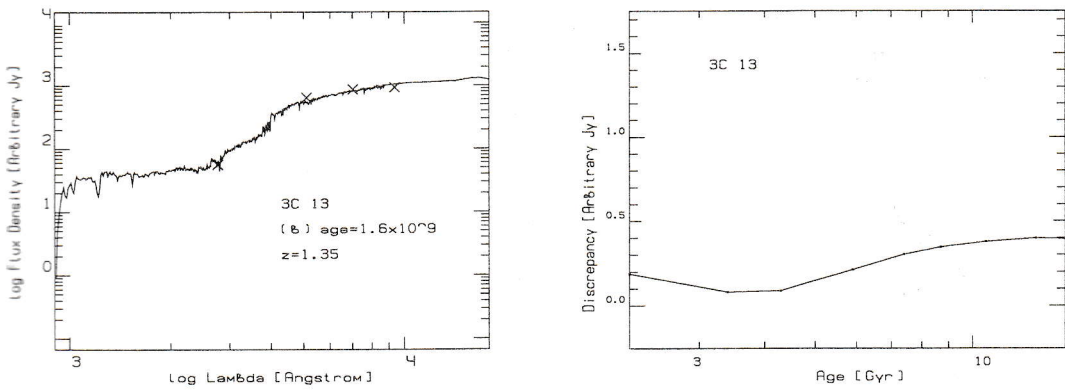 4
3
2
1
0
log Flux Density [Arbitrary Jy]
3C 13
(B) age=1.6x10^9
z=1.35
3
4
log Lambda [Angstrom]
1.5
1.0
0.5
0.0
Discrepancy [Arbitrary Jy]
3C 13
3
10
Age [Gyr]